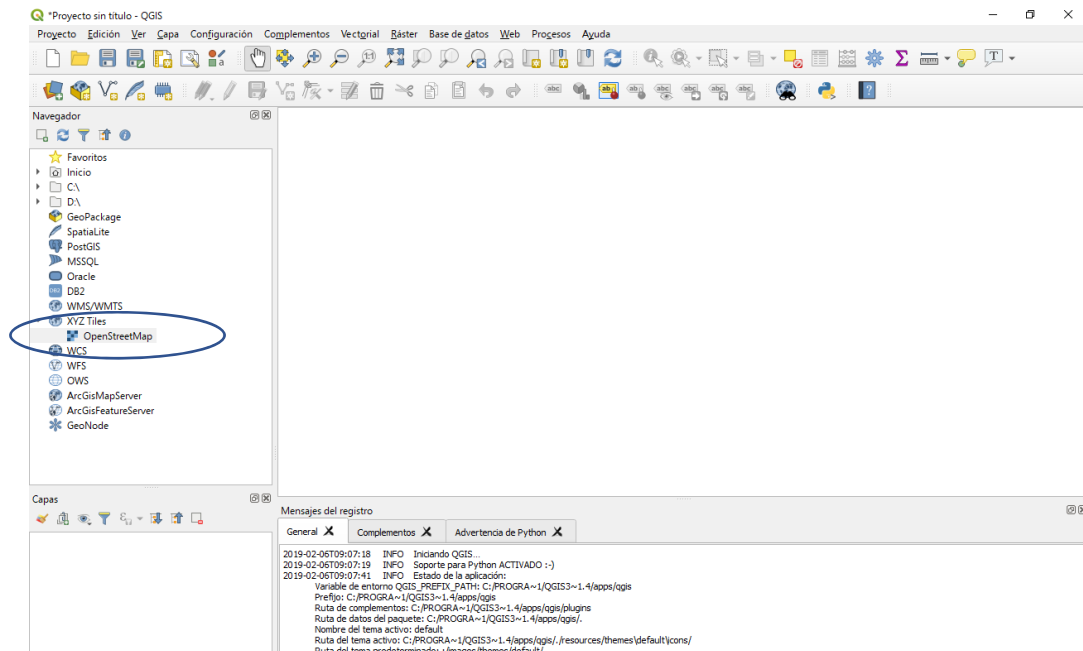 *Proyecto sin título - QGIS
Proyecto Edición Ver Capa Configuración Complementos Vectorial Ráster Base de datos Web Procesos Ayuda
Navegador
Favoritos
Inicio
C:\
D:\
GeoPackage
SpatiaLite
PostGIS
MSSQL
Oracle
DB2
WMS/WMTS
XYZ Tiles
OpenStreetMap
WCS
WFS
OWS
ArcGisMapServer
ArcGisFeatureServer
GeoNode
Capas
Mensajes del registro
General Complementos Advertencia de Python
2019-02-06T09:07:18 INFO Iniciando QGIS...
2019-02-06T09:07:19 INFO Soporte para Python ACTIVADO :-)
2019-02-06T09:07:41 INFO Estado de la aplicación:
Variable de entorno QGIS_PREFIX_PATH: C:/PROGRA~1/QGIS3~1.4/apps/qgis
Prefijo: C:/PROGRA~1/QGIS3~1.4/apps/qgis
Ruta de complementos: C:/PROGRA~1/QGIS3~1.4/apps/qgis/plugins
Ruta de datos del paquete: C:/PROGRA~1/QGIS3~1.4/apps/qgis/.
Nombre del tema activo: default
Ruta del tema activo: C:/PROGRA~1/QGIS3~1.4/apps/qgis/./resources/themes\default\icons/
Ruta del tema predeterminado: :/images/themes/default/